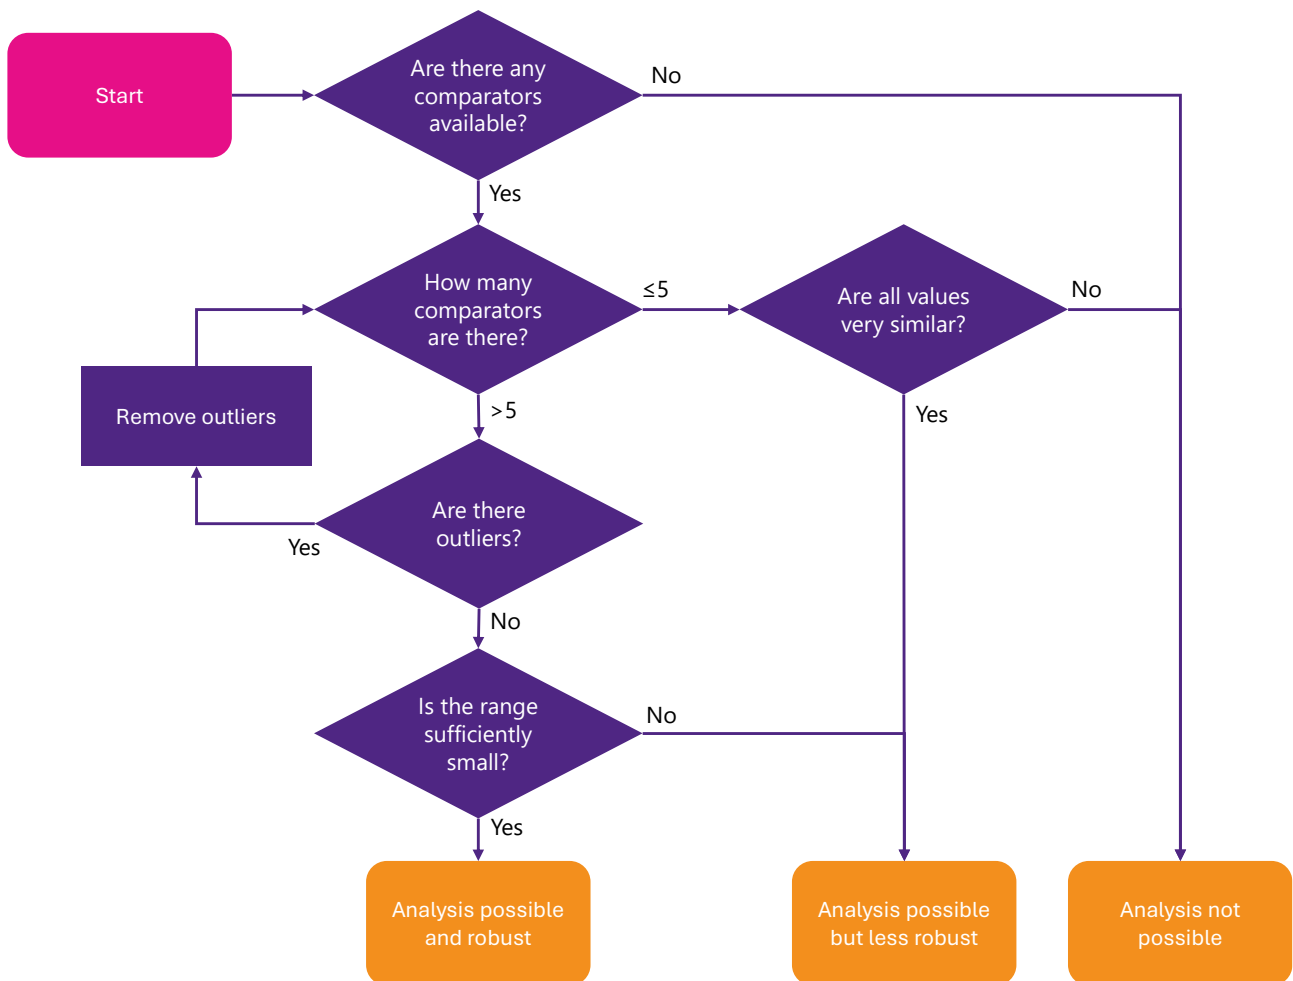 Start
Are there any
comparators
available?
No
Yes
How many
comparators
are there?
≤5
Are all values
very similar?
No
Remove outliers
>5
Yes
Are there
outliers?
Yes
No
Is the range
sufficiently
small?
No
Yes
Analysis possible
and robust
Analysis possible
but less robust
Analysis not
possible